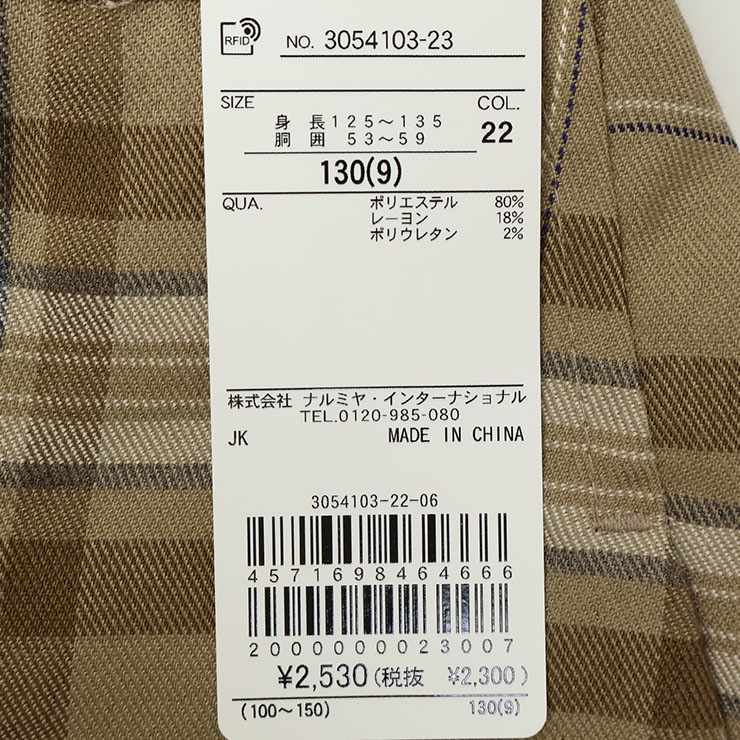 RFID NO. 3054103-23
SIZE COL.
身 長 125～135
胴 囲 53～59 22
130(9)
QUA. ポリエステル 80%
レーヨン 18%
ポリウレタン 2%
株式会社 ナルミヤ・インターナショナル
TEL.0120-985-080
JK MADE IN CHINA
3054103-22-06
4571698464666
2000000023007
¥2,530(税抜 ¥2,300)
(100～150) 130(9)